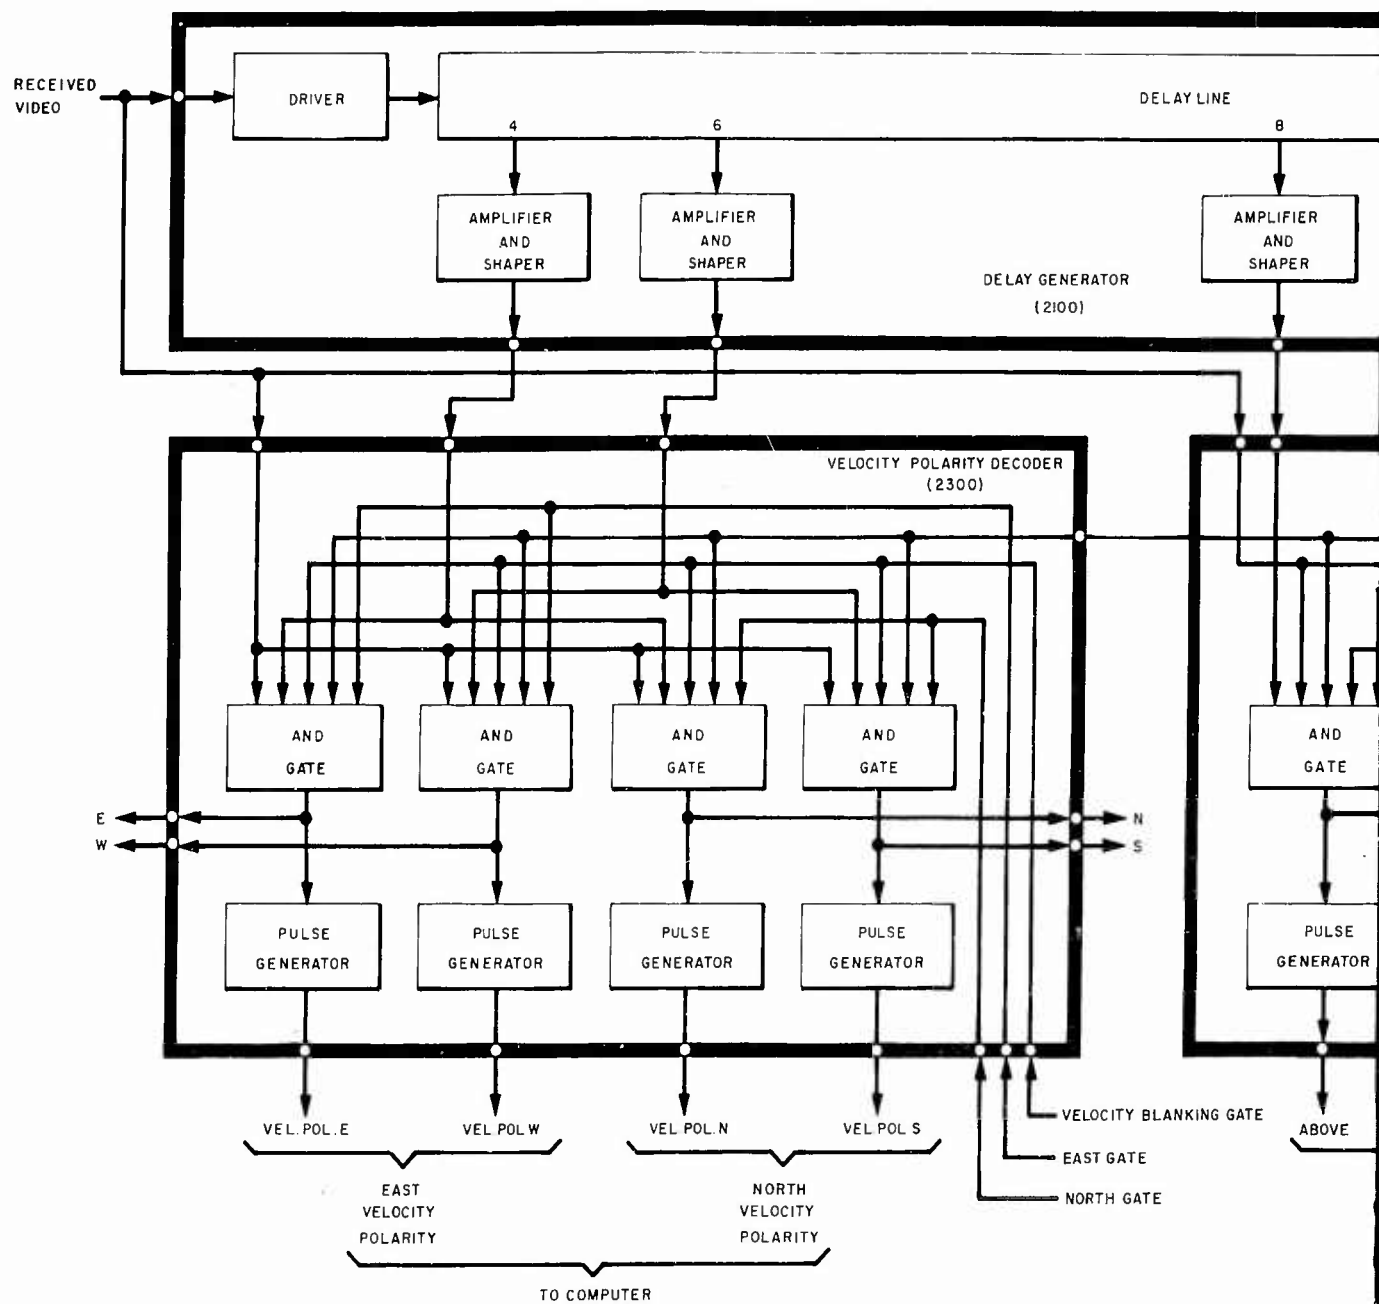 RECEIVED
VIDEO
DRIVER
DELAY LINE
4
6
8
AMPLIFIER
AND
SHAPER
AMPLIFIER
AND
SHAPER
AMPLIFIER
AND
SHAPER
DELAY GENERATOR
(2100)
VELOCITY POLARITY DECODER
(2300)
AND
GATE
AND
GATE
AND
GATE
AND
GATE
AND
GATE
E
W
N
S
PULSE
GENERATOR
PULSE
GENERATOR
PULSE
GENERATOR
PULSE
GENERATOR
PULSE
GENERATOR
VEL. POL. E
VEL POL W
VEL POL. N
VEL POL S
VELOCITY BLANKING GATE
ABOVE
EAST GATE
NORTH GATE
EAST
VELOCITY
POLARITY
NORTH
VELOCITY
POLARITY
TO COMPUTER